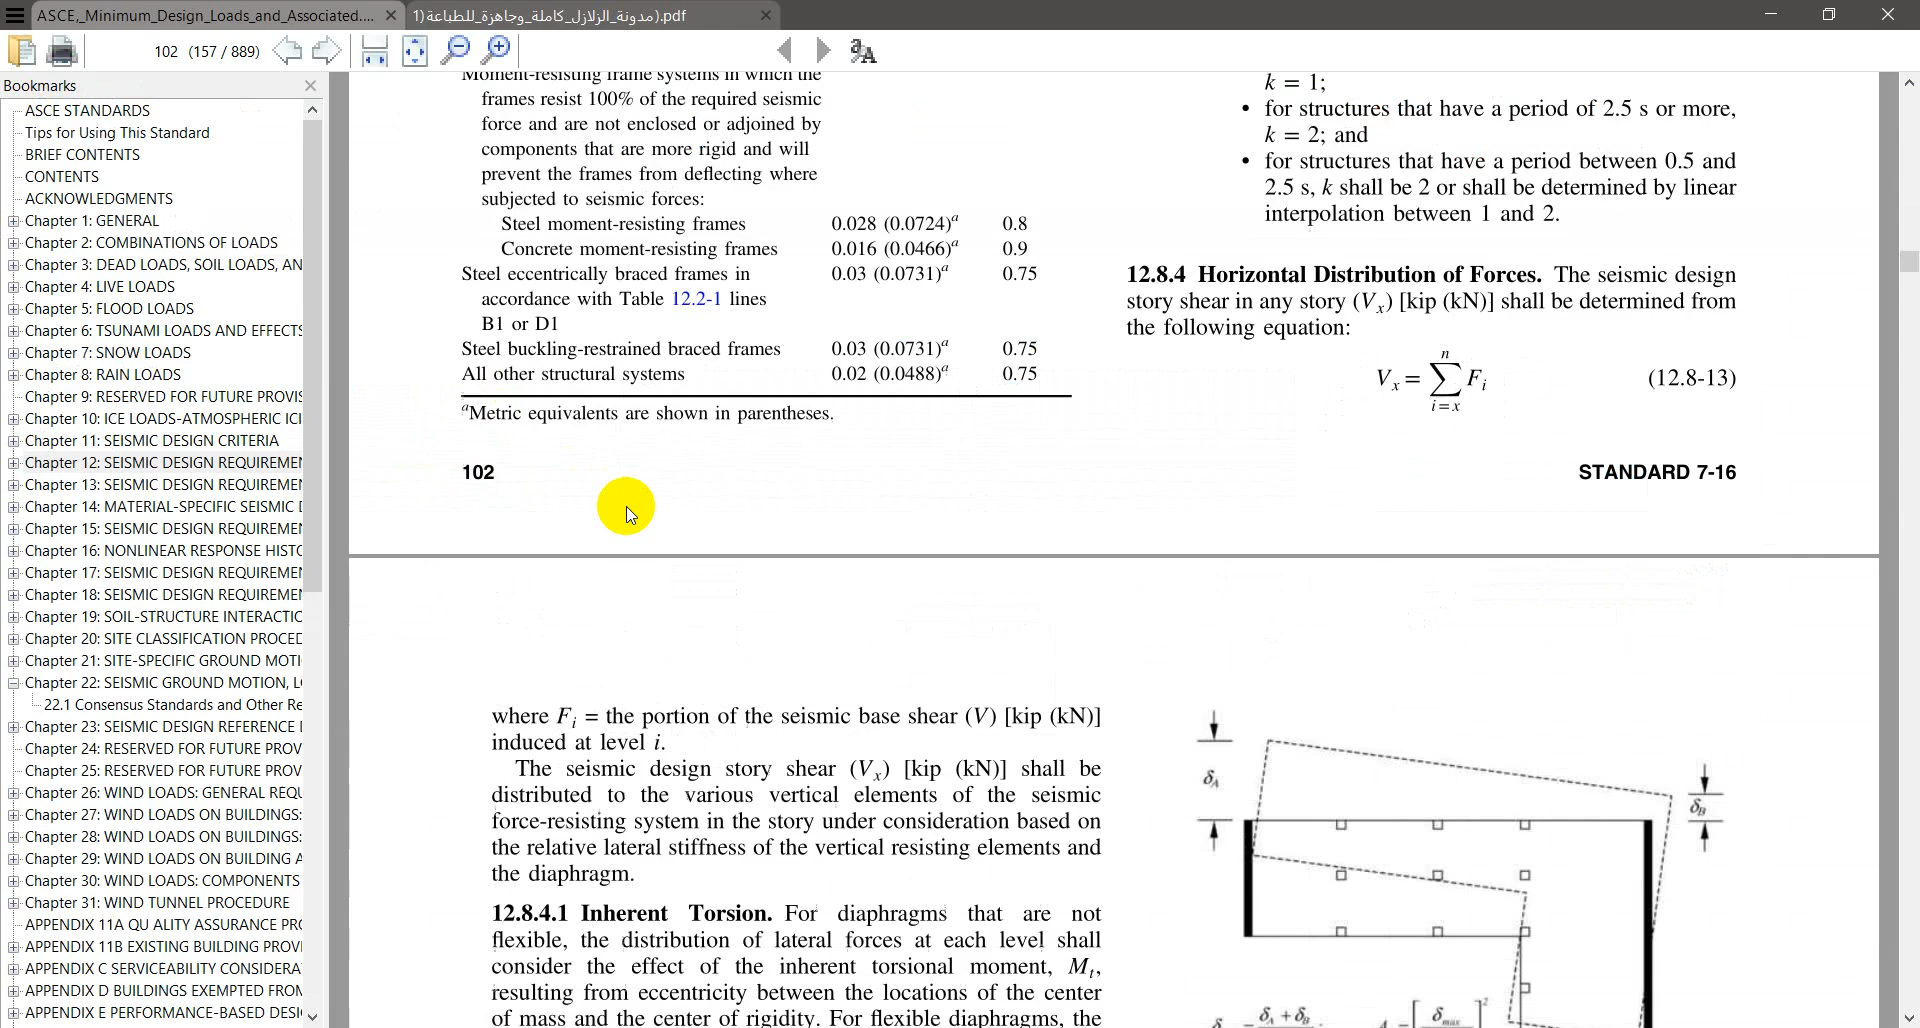 ASCE,_Minimum_Design_Loads_and_Associated....
1)مدونة_الزلازل_كاملة_وجاهزة_للطباعة).pdf
102 (157 / 889)
Bookmarks
ASCE STANDARDS
Tips for Using This Standard
BRIEF CONTENTS
CONTENTS
ACKNOWLEDGMENTS
Chapter 1: GENERAL
Chapter 2: COMBINATIONS OF LOADS
Chapter 3: DEAD LOADS, SOIL LOADS, AN
Chapter 4: LIVE LOADS
Chapter 5: FLOOD LOADS
Chapter 6: TSUNAMI LOADS AND EFFECTS
Chapter 7: SNOW LOADS
Chapter 8: RAIN LOADS
Chapter 9: RESERVED FOR FUTURE PROVIS
Chapter 10: ICE LOADS-ATMOSPHERIC ICI
Chapter 11: SEISMIC DESIGN CRITERIA
Chapter 12: SEISMIC DESIGN REQUIREMEN
Chapter 13: SEISMIC DESIGN REQUIREMEN
Chapter 14: MATERIAL-SPECIFIC SEISMIC
Chapter 15: SEISMIC DESIGN REQUIREMEN
Chapter 16: NONLINEAR RESPONSE HISTO
Chapter 17: SEISMIC DESIGN REQUIREMEN
Chapter 18: SEISMIC DESIGN REQUIREMEN
Chapter 19: SOIL-STRUCTURE INTERACTIO
Chapter 20: SITE CLASSIFICATION PROCED
Chapter 21: SITE-SPECIFIC GROUND MOTI
Chapter 22: SEISMIC GROUND MOTION, L
22.1 Consensus Standards and Other Re
Chapter 23: SEISMIC DESIGN REFERENCE
Chapter 24: RESERVED FOR FUTURE PROV
Chapter 25: RESERVED FOR FUTURE PROV
Chapter 26: WIND LOADS: GENERAL REQU
Chapter 27: WIND LOADS ON BUILDINGS:
Chapter 28: WIND LOADS ON BUILDINGS:
Chapter 29: WIND LOADS ON BUILDING A
Chapter 30: WIND LOADS: COMPONENTS
Chapter 31: WIND TUNNEL PROCEDURE
APPENDIX 11A QU ALITY ASSURANCE PRO
APPENDIX 11B EXISTING BUILDING PROVI
APPENDIX C SERVICEABILITY CONSIDERA
APPENDIX D BUILDINGS EXEMPTED FROM
APPENDIX E PERFORMANCE-BASED DESI
Moment-resisting frame systems in which the
frames resist 100% of the required seismic
force and are not enclosed or adjoined by
components that are more rigid and will
prevent the frames from deflecting where
subjected to seismic forces:
Steel moment-resisting frames 0.028 (0.0724)a 0.8
Concrete moment-resisting frames 0.016 (0.0466)a 0.9
Steel eccentrically braced frames in 0.03 (0.0731)a 0.75
accordance with Table 12.2-1 lines
B1 or D1
Steel buckling-restrained braced frames 0.03 (0.0731)a 0.75
All other structural systems 0.02 (0.0488)a 0.75
aMetric equivalents are shown in parentheses.
k = 1;
• for structures that have a period of 2.5 s or more,
k = 2; and
• for structures that have a period between 0.5 and
2.5 s, k shall be 2 or shall be determined by linear
interpolation between 1 and 2.
12.8.4 Horizontal Distribution of Forces. The seismic design
story shear in any story (Vx) [kip (kN)] shall be determined from
the following equation:
Vx = ∑ni=x Fi (12.8-13)
102
STANDARD 7-16
where Fi = the portion of the seismic base shear (V) [kip (kN)]
induced at level i.
The seismic design story shear (Vx) [kip (kN)] shall be
distributed to the various vertical elements of the seismic
force-resisting system in the story under consideration based on
the relative lateral stiffness of the vertical resisting elements and
the diaphragm.
12.8.4.1 Inherent Torsion. For diaphragms that are not
flexible, the distribution of lateral forces at each level shall
consider the effect of the inherent torsional moment, Mt,
resulting from eccentricity between the locations of the center
of mass and the center of rigidity. For flexible diaphragms, the
δA
δB
δA + δB
δmax